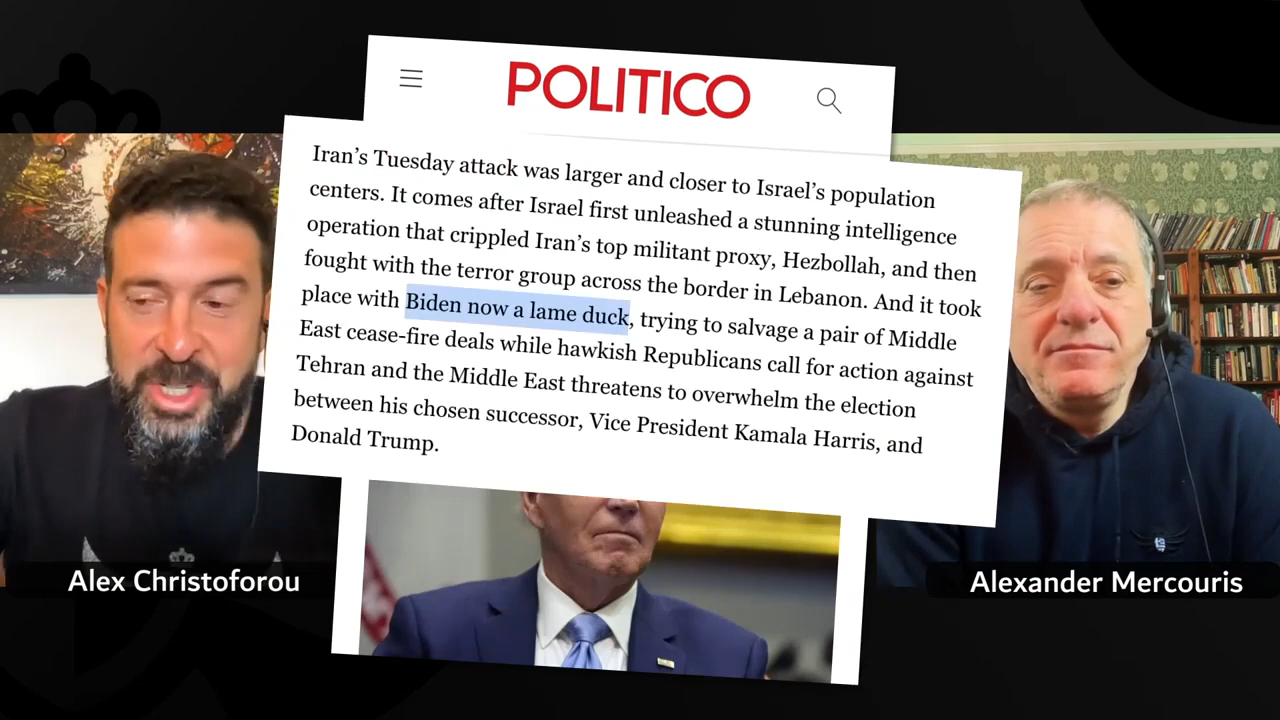 POLITICO
Iran’s Tuesday attack was larger and closer to Israel’s population
centers. It comes after Israel first unleashed a stunning intelligence
operation that crippled Iran’s top militant proxy, Hezbollah, and then
fought with the terror group across the border in Lebanon. And it took
place with Biden now a lame duck, trying to salvage a pair of Middle
East cease-fire deals while hawkish Republicans call for action against
Tehran and the Middle East threatens to overwhelm the election
between his chosen successor, Vice President Kamala Harris, and
Donald Trump.
Alex Christoforou
Alexander Mercouris